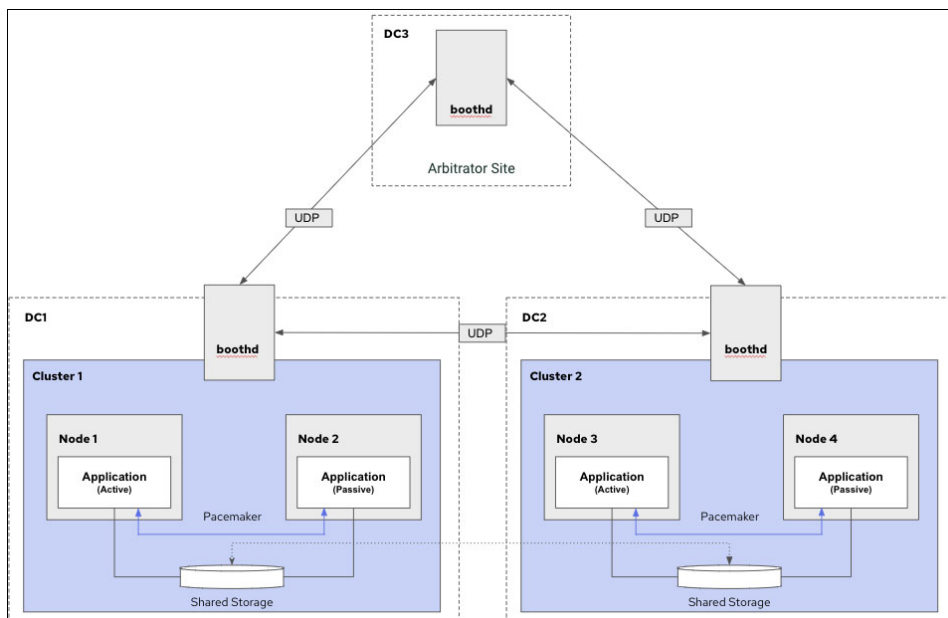 DC3
boothd
Arbitrator Site
UDP
UDP
DC1
boothd
UDP
DC2
boothd
Cluster 1
Cluster 2
Node 1
Node 2
Node 3
Node 4
Application
(Active)
Application
(Passive)
Application
(Active)
Application
(Passive)
Pacemaker
Pacemaker
Shared Storage
Shared Storage